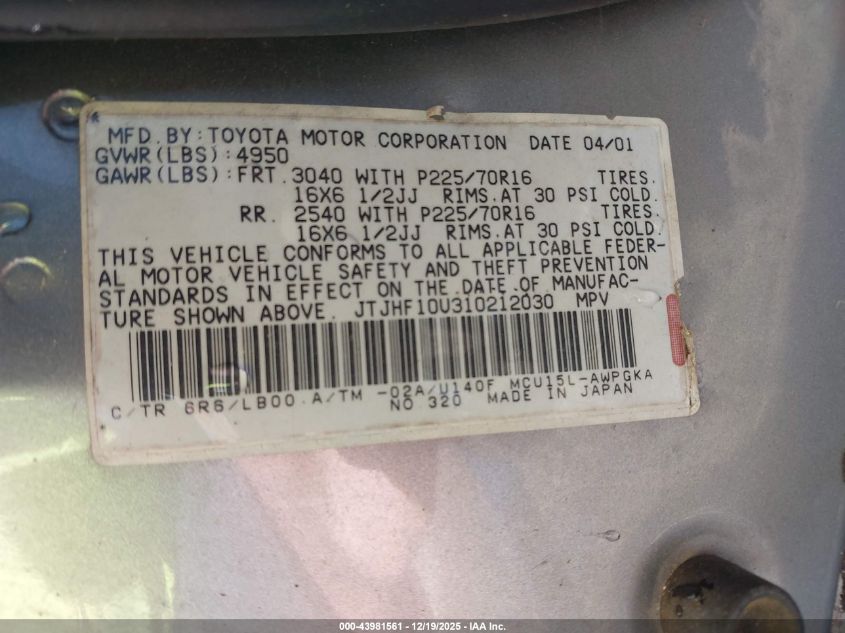 MFD. BY: TOYOTA MOTOR CORPORATION DATE 04/01
GVWR(LBS):4950
GAWR(LBS):FRT. 3040 WITH P225/70R16 TIRES.
16X6 1/2JJ RIMS. AT 30 PSI COLD.
RR. 2540 WITH P225/70R16 TIRES.
16X6 1/2JJ RIMS. AT 30 PSI COLD.
THIS VEHICLE CONFORMS TO ALL APPLICABLE FEDER-
AL MOTOR VEHICLE SAFETY AND THEFT PREVENTION
STANDARDS IN EFFECT ON THE DATE OF MANUFAC-
TURE SHOWN ABOVE. JTJHF10U310212030 MPV
C/TR 6R6/LB00 A/TM -02A/U140F MCU15L-AWPGKA
NO 320 MADE IN JAPAN
000-43981561 - 12/19/2025 - IAA Inc.